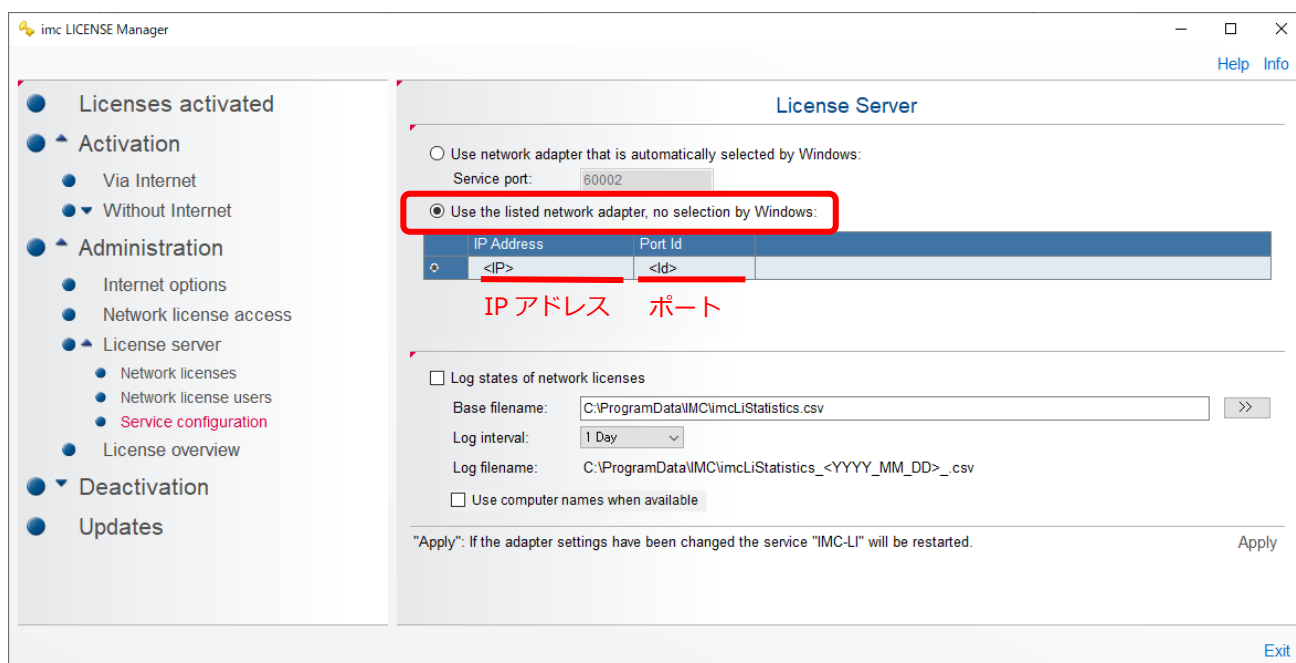 imc LICENSE Manager
Help Info
Licenses activated
Activation
Via Internet
Without Internet
Administration
Internet options
Network license access
License server
Network licenses
Network license users
Service configuration
License overview
Deactivation
Updates
License Server
Use network adapter that is automatically selected by Windows:
Service port: 60002
Use the listed network adapter, no selection by Windows:
IP Address Port Id
<IP> <Id>
IP アドレス ポート
Log states of network licenses
Base filename: C:\ProgramData\IMC\imcLiStatistics.csv >>
Log interval: 1 Day
Log filename: C:\ProgramData\IMC\imcLiStatistics_<YYYY_MM_DD>_.csv
Use computer names when available
"Apply": If the adapter settings have been changed the service "IMC-LI" will be restarted. Apply
Exit